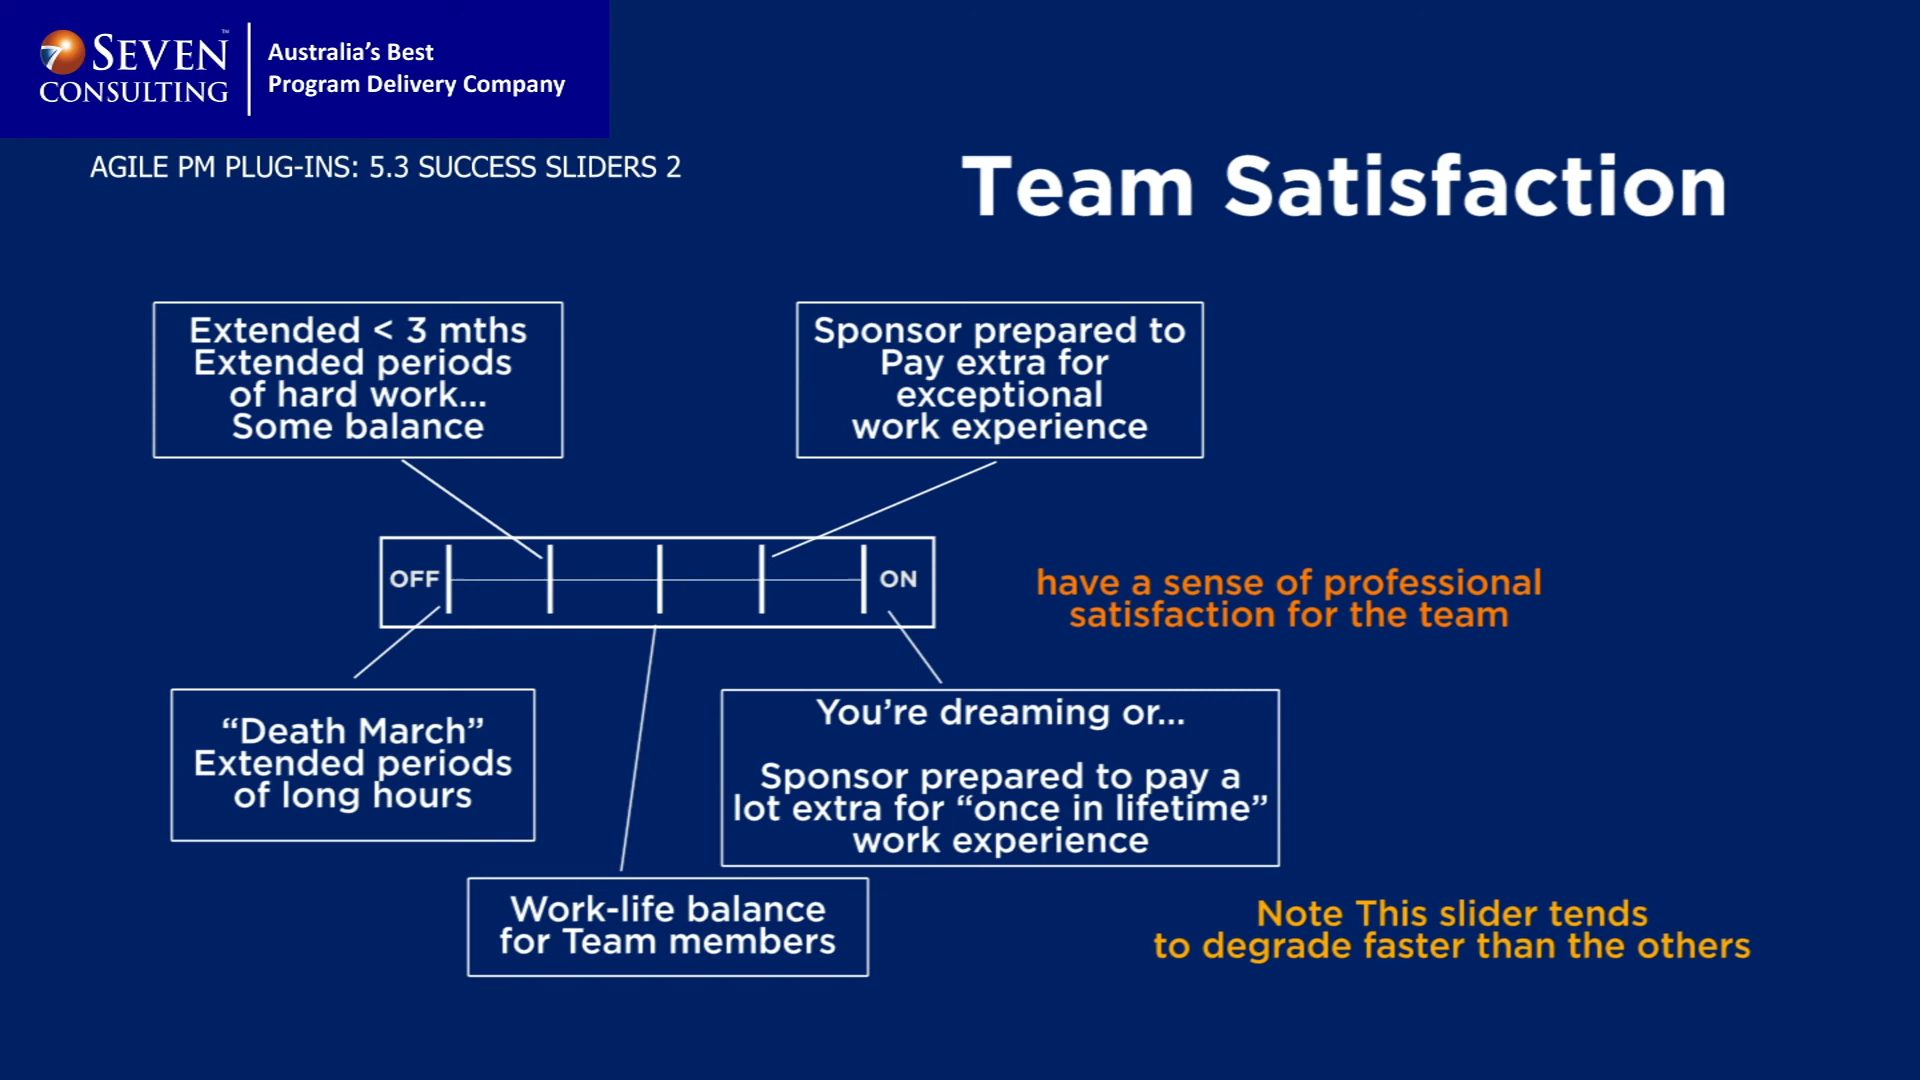 SEVEN™
CONSULTING
Australia's Best
Program Delivery Company
AGILE PM PLUG-INS: 5.3 SUCCESS SLIDERS 2
Team Satisfaction
Extended < 3 mths
Extended periods
of hard work...
Some balance
Sponsor prepared to
Pay extra for
exceptional
work experience
OFF
ON
have a sense of professional
satisfaction for the team
“Death March”
Extended periods
of long hours
You’re dreaming or...
Sponsor prepared to pay a
lot extra for “once in lifetime”
work experience
Work-life balance
for Team members
Note This slider tends
to degrade faster than the others